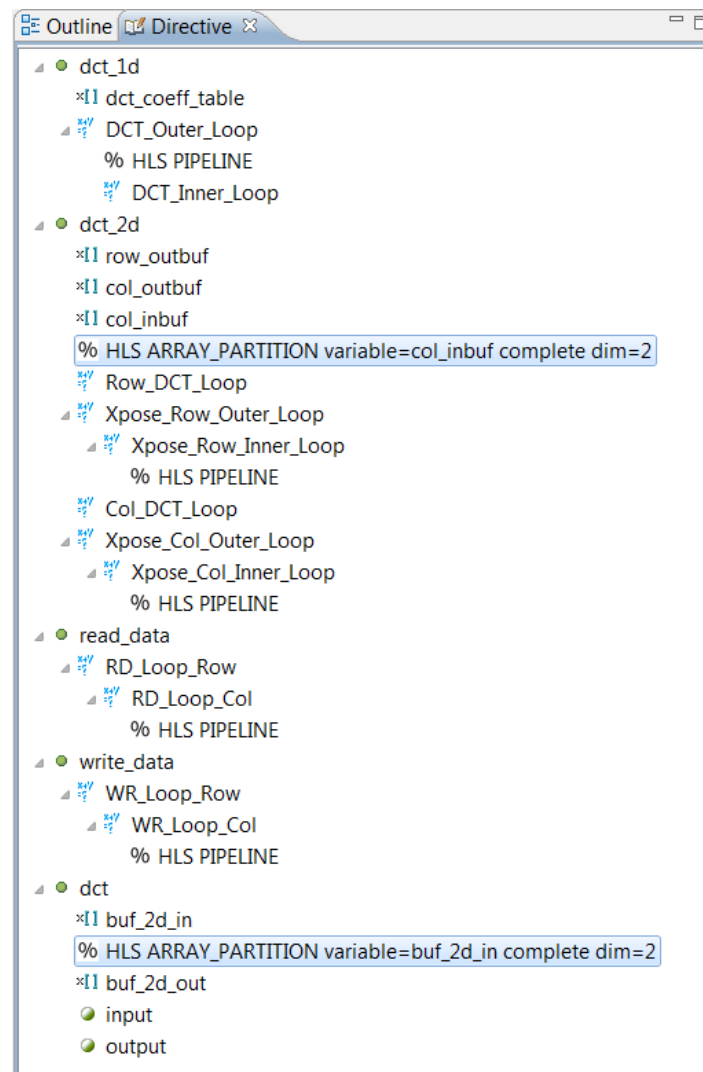 Outline Directive
dct_1d
×[] dct_coeff_table
DCT_Outer_Loop
% HLS PIPELINE
DCT_Inner_Loop
dct_2d
×[] row_outbuf
×[] col_outbuf
×[] col_inbuf
% HLS ARRAY_PARTITION variable=col_inbuf complete dim=2
Row_DCT_Loop
Xpose_Row_Outer_Loop
Xpose_Row_Inner_Loop
% HLS PIPELINE
Col_DCT_Loop
Xpose_Col_Outer_Loop
Xpose_Col_Inner_Loop
% HLS PIPELINE
read_data
RD_Loop_Row
RD_Loop_Col
% HLS PIPELINE
write_data
WR_Loop_Row
WR_Loop_Col
% HLS PIPELINE
dct
×[] buf_2d_in
% HLS ARRAY_PARTITION variable=buf_2d_in complete dim=2
×[] buf_2d_out
input
output